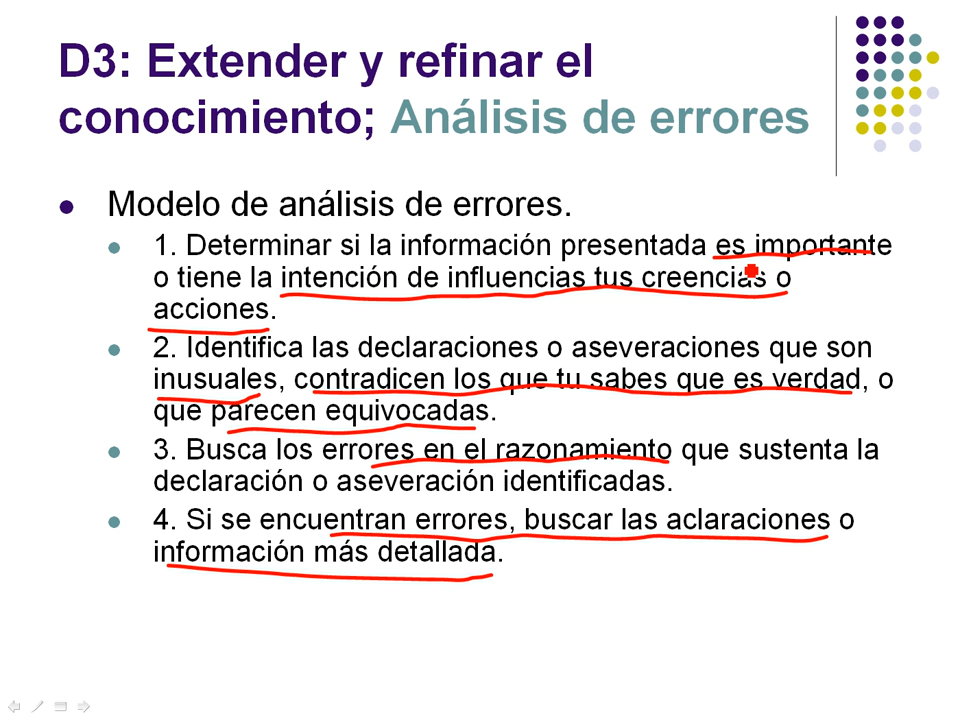 D3: Extender y refinar el
conocimiento; Análisis de errores
Modelo de análisis de errores.
1. Determinar si la información presentada es importante
o tiene la intención de influencias tus creencias o
acciones.
2. Identifica las declaraciones o aseveraciones que son
inusuales, contradicen los que tu sabes que es verdad, o
que parecen equivocadas.
3. Busca los errores en el razonamiento que sustenta la
declaración o aseveración identificadas.
4. Si se encuentran errores, buscar las aclaraciones o
información más detallada.